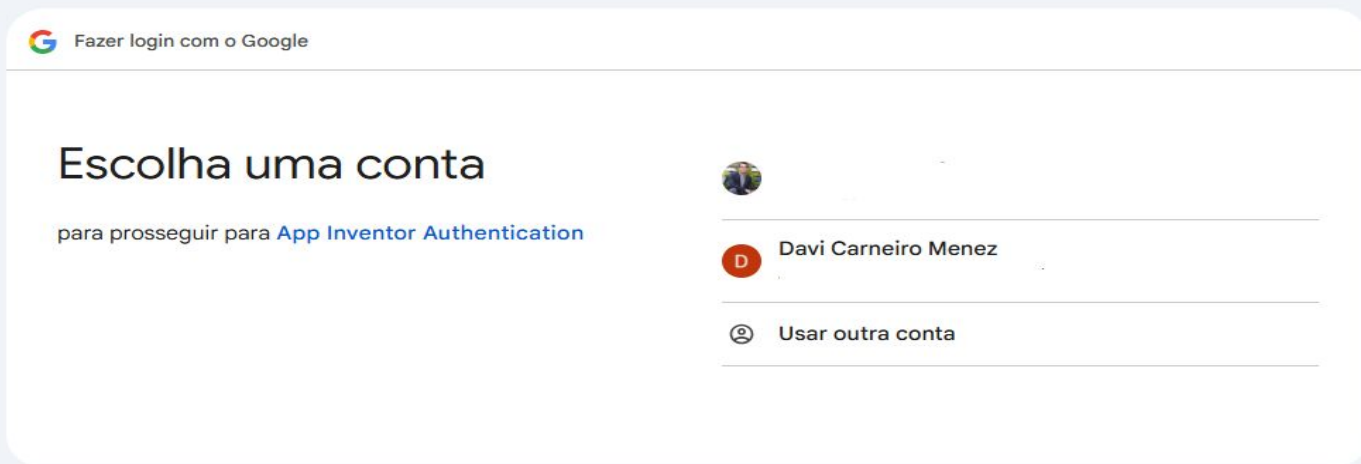 Fazer login com o Google
Escolha uma conta
para prosseguir para App Inventor Authentication
D
Davi Carneiro Menez
Usar outra conta